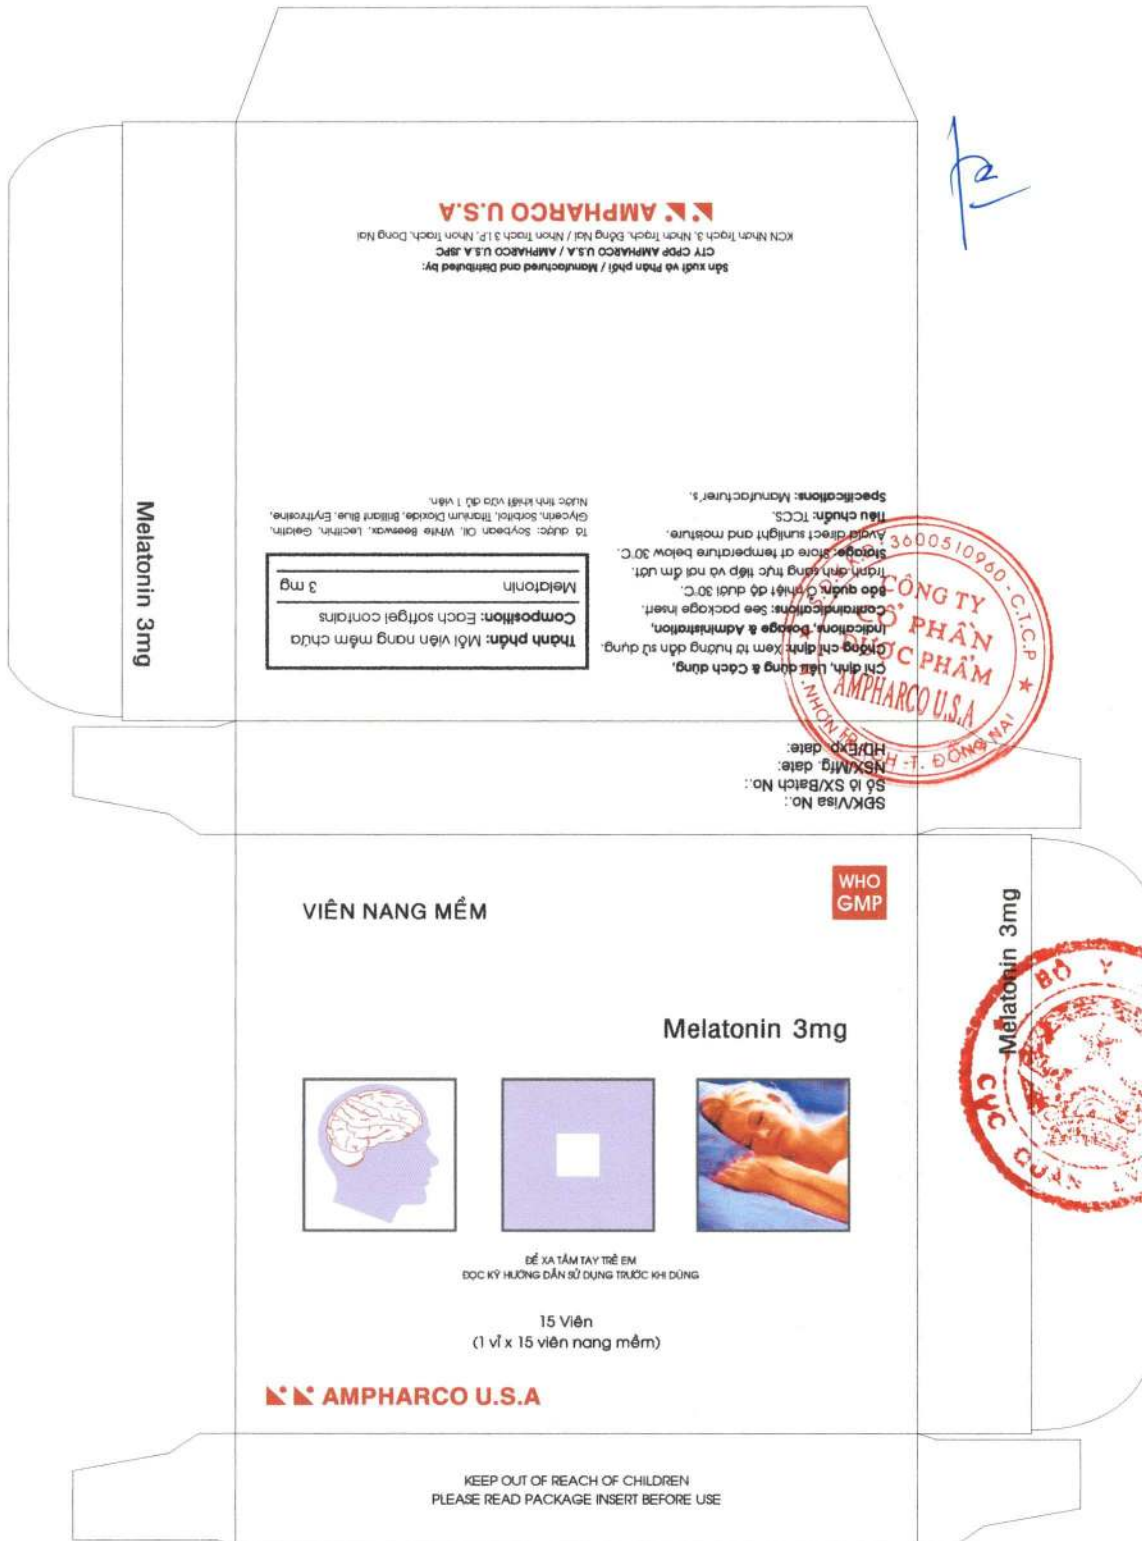 AMPHARCO U.S.A
KCN Nhơn Trạch 3, Nhơn Trạch, Đồng Nai / Nhon Trach 3 I.P, Nhon Trach, Dong Nai
CTY CPDP AMPHARCO U.S.A / AMPHARCO U.S.A JSPC
Sản xuất và Phân phối / Manufactured and Distributed by:
Melatonin 3mg
Thành phần: Mỗi viên nang mềm chứa
Composition: Each softgel contains
Melatonin 3 mg
Tá dược: Soybean Oil, White Beeswax, Lecithin, Gelatin,
Glycerin, Sorbitol, Titanium Dioxide, Brilliant Blue, Erythrosine,
Nước tinh khiết vừa đủ 1 viên.
Chỉ định, Liều dùng & Cách dùng,
Chống chỉ định: Xem tờ hướng dẫn sử dụng.
Indications, Dosage & Administration,
Contraindications: See package insert.
Bảo quản: Ở nhiệt độ dưới 30°C.
Tránh ánh sáng trực tiếp và nơi ẩm ướt.
Storage: Store at temperature below 30°C.
Avoid direct sunlight and moisture.
Tiêu chuẩn: TCCS.
Specifications: Manufacturer's.
3600510960-C.T.C.P
CÔNG TY
CỔ PHẦN
DƯỢC PHẨM
AMPHARCO U.S.A
NHƠN TRẠCH -T. ĐỒNG NAI
SĐK/Visa No.:
Số lô SX/Batch No.:
NSX/Mfg. date:
HD/Exp. date:
VIÊN NANG MỀM
WHO
GMP
Melatonin 3mg
Melatonin 3mg
BỘ Y
CỤC QUẢN
ĐỂ XA TẦM TAY TRẺ EM
ĐỌC KỸ HƯỚNG DẪN SỬ DỤNG TRƯỚC KHI DÙNG
15 Viên
(1 vỉ x 15 viên nang mềm)
AMPHARCO U.S.A
KEEP OUT OF REACH OF CHILDREN
PLEASE READ PACKAGE INSERT BEFORE USE